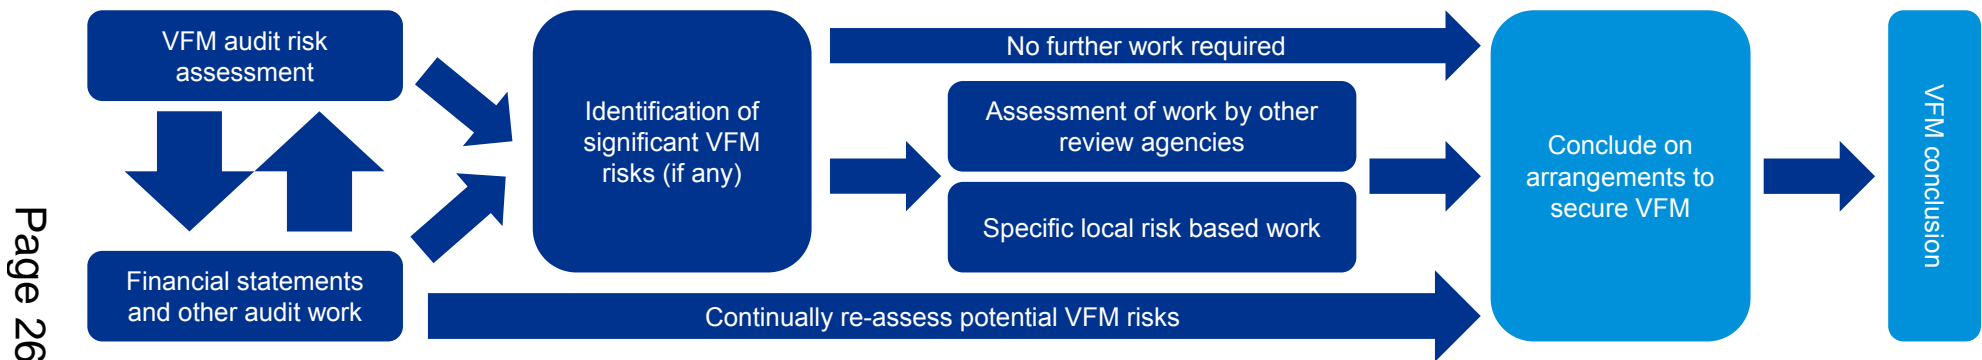 VFM audit risk
assessment
Financial statements
and other audit work
Identification of
significant VFM
risks (if any)
No further work required
Assessment of work by other
review agencies
Specific local risk based work
Continually re-assess potential VFM risks
Conclude on
arrangements to
secure VFM
VFM conclusion
Page 26